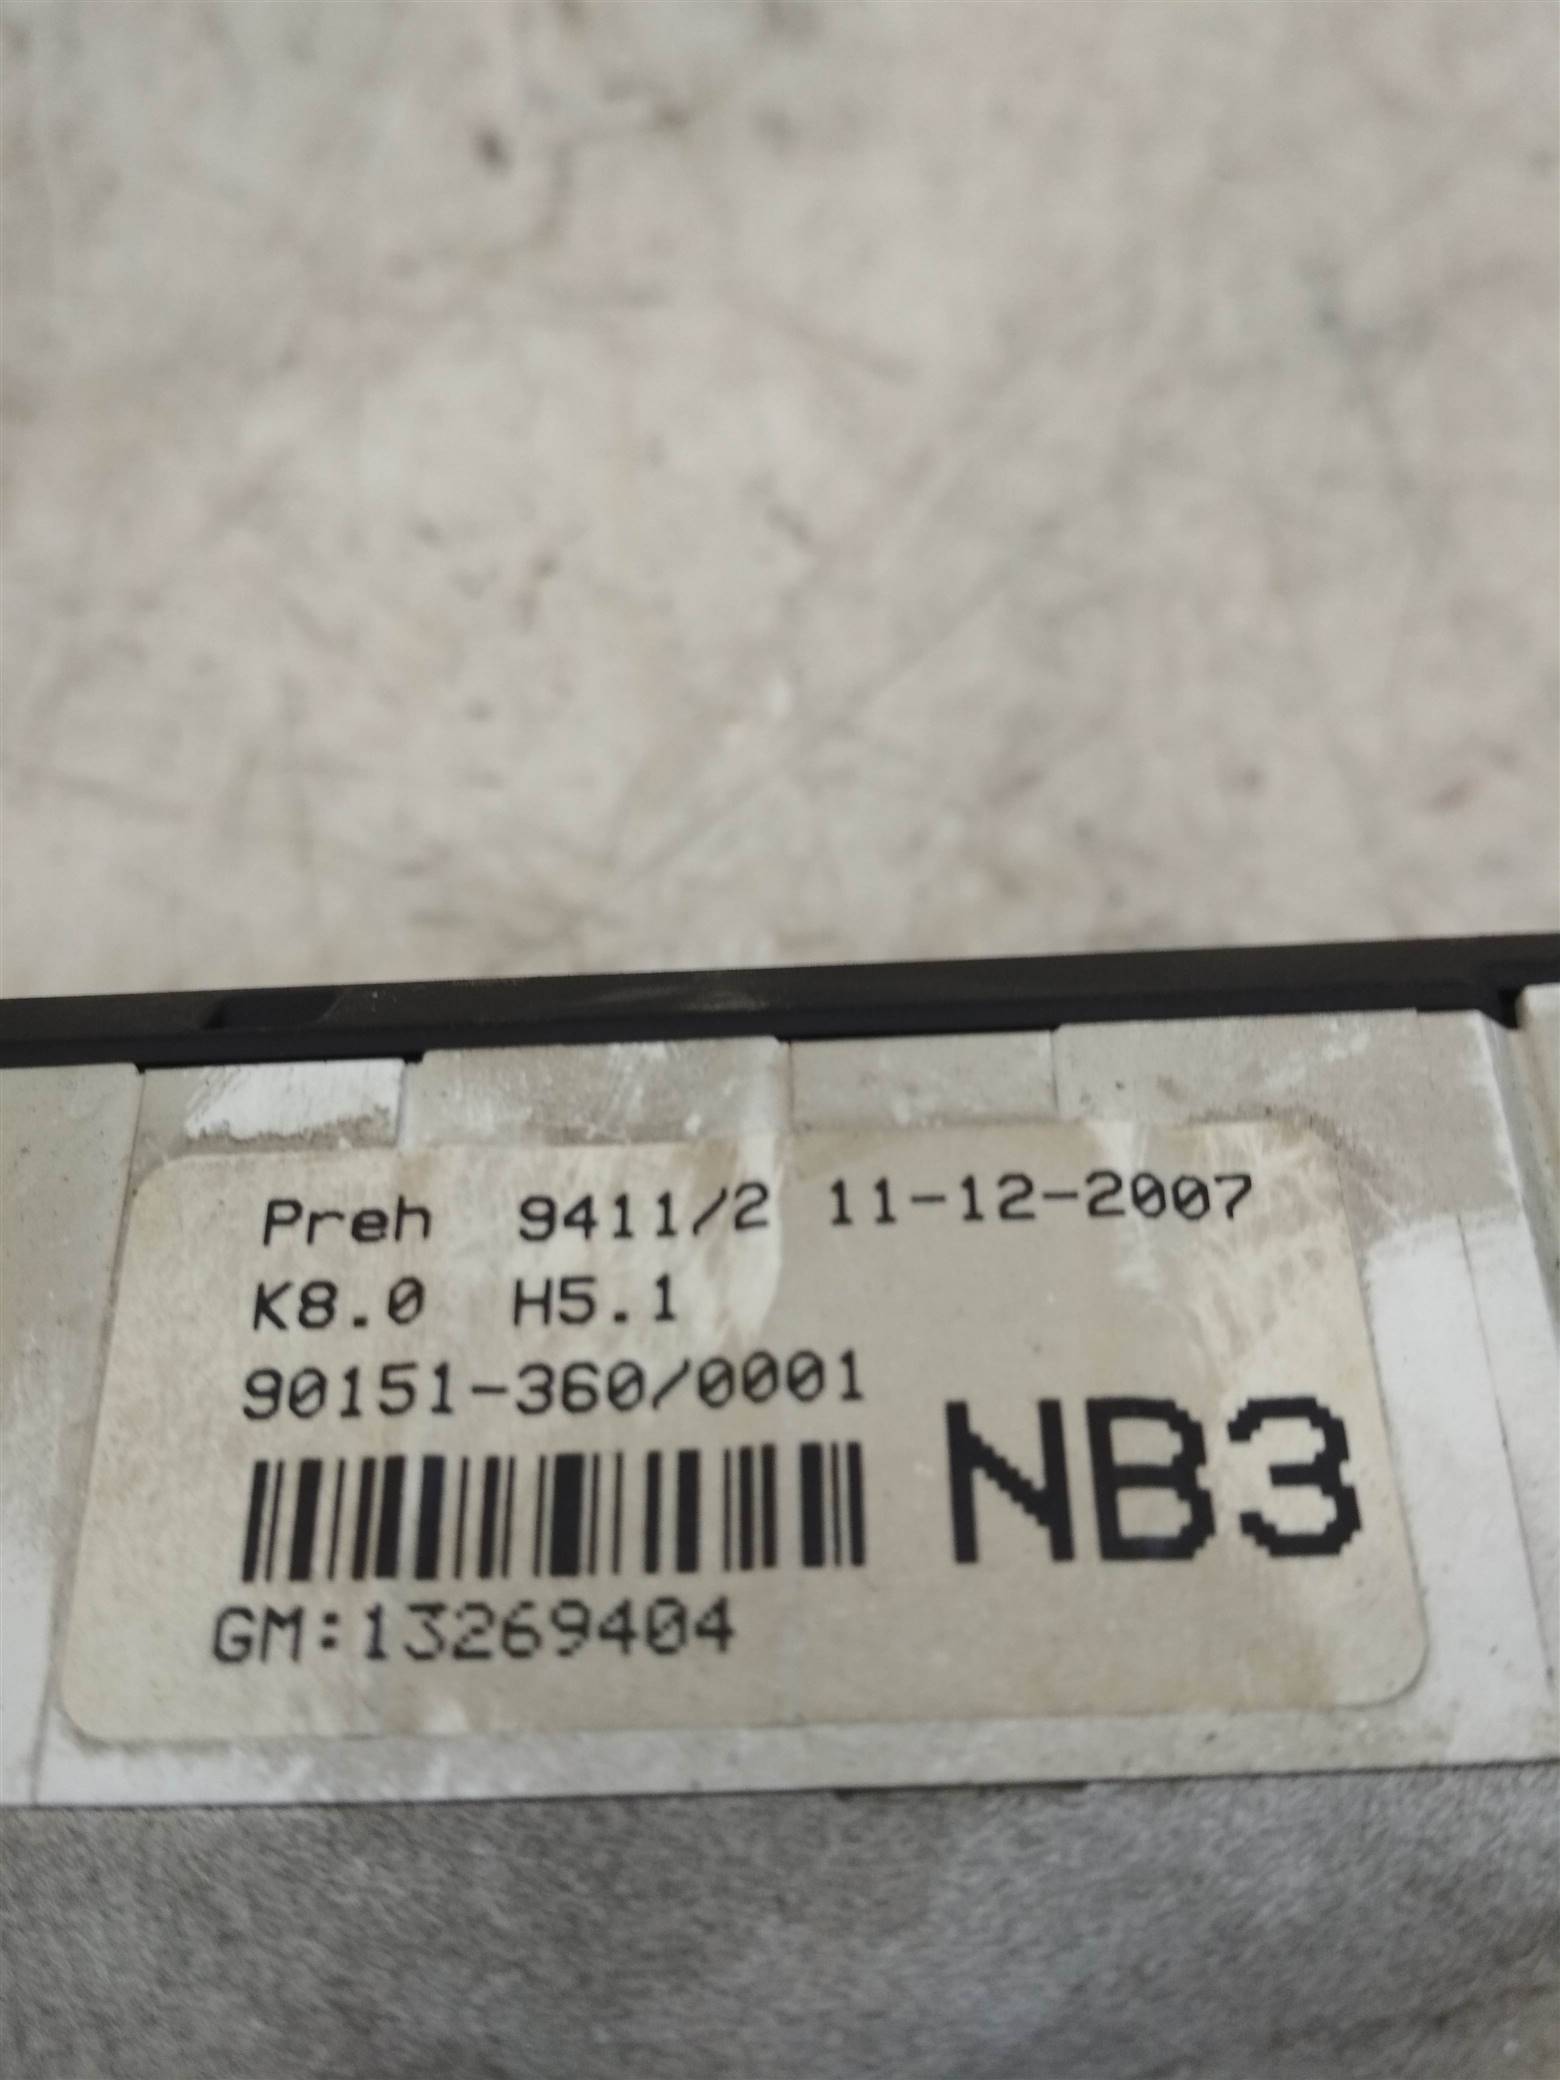 Preh 9411/2 11-12-2007
K8.0 H5.1
90151-360/0001
NB3
GM:13269404